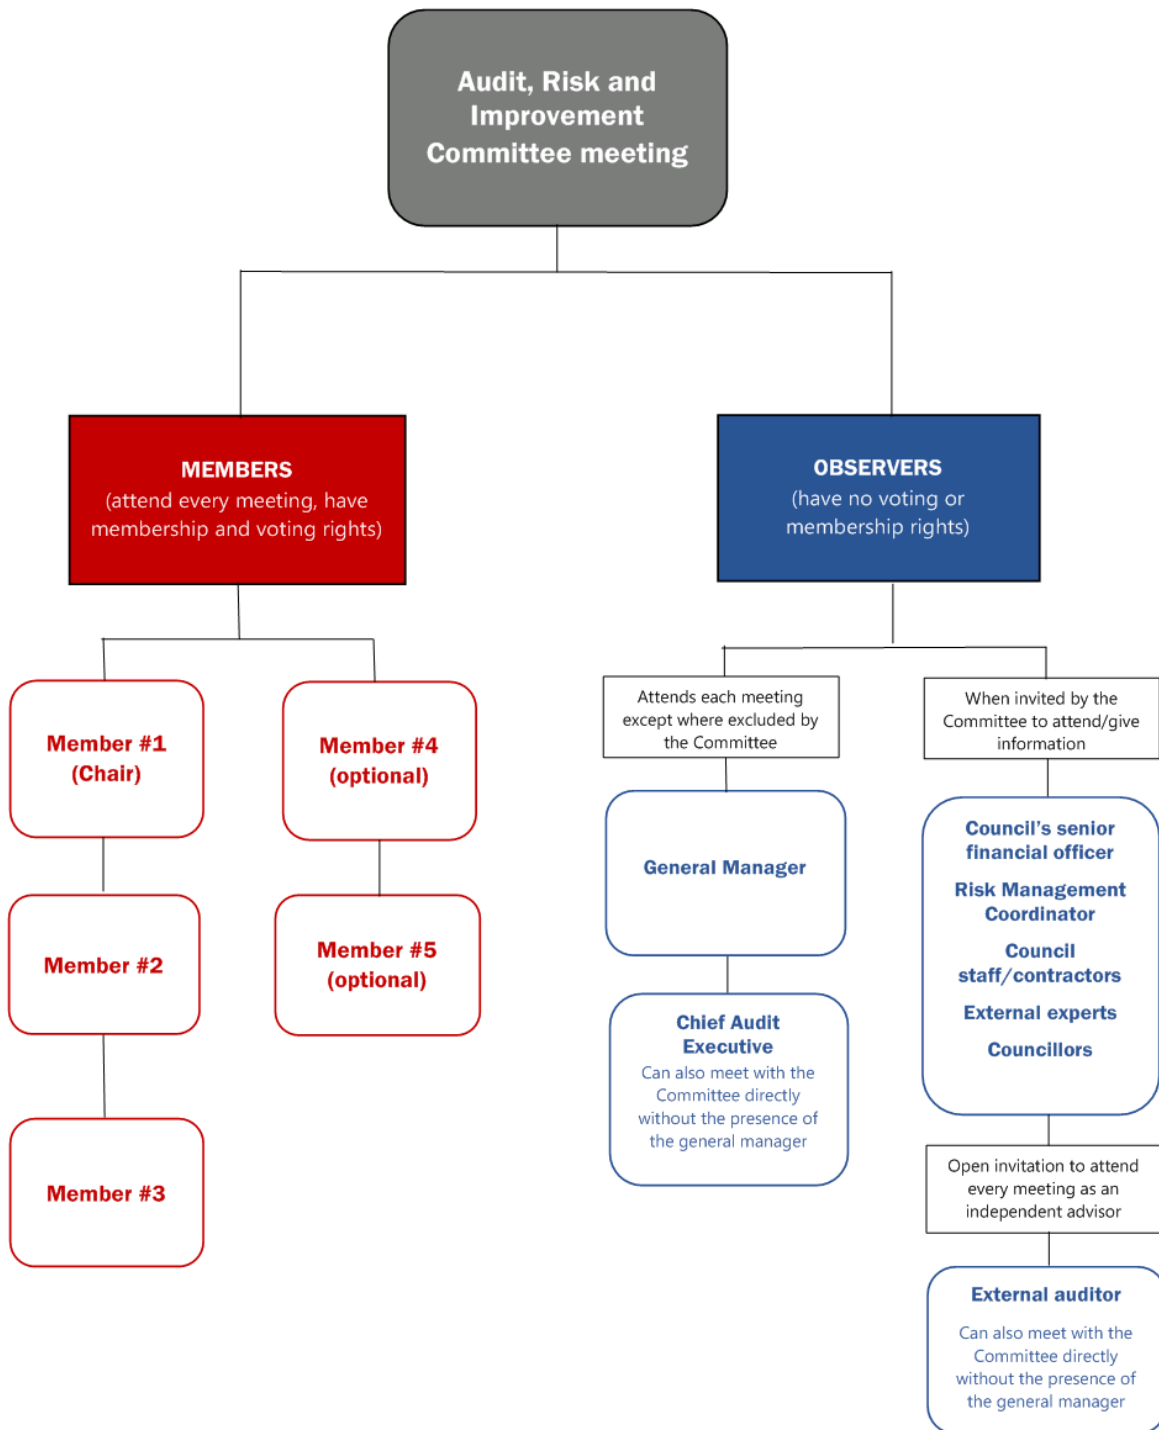 Audit, Risk and
Improvement
Committee meeting
MEMBERS
(attend every meeting, have
membership and voting rights)
OBSERVERS
(have no voting or
membership rights)
Member #1
(Chair)
Member #2
Member #3
Member #4
(optional)
Member #5
(optional)
Attends each meeting
except where excluded by
the Committee
General Manager
Chief Audit
Executive
Can also meet with the
Committee directly
without the presence of
the general manager
When invited by the
Committee to attend/give
information
Council’s senior
financial officer
Risk Management
Coordinator
Council
staff/contractors
External experts
Councillors
Open invitation to attend
every meeting as an
independent advisor
External auditor
Can also meet with the
Committee directly
without the presence of
the general manager